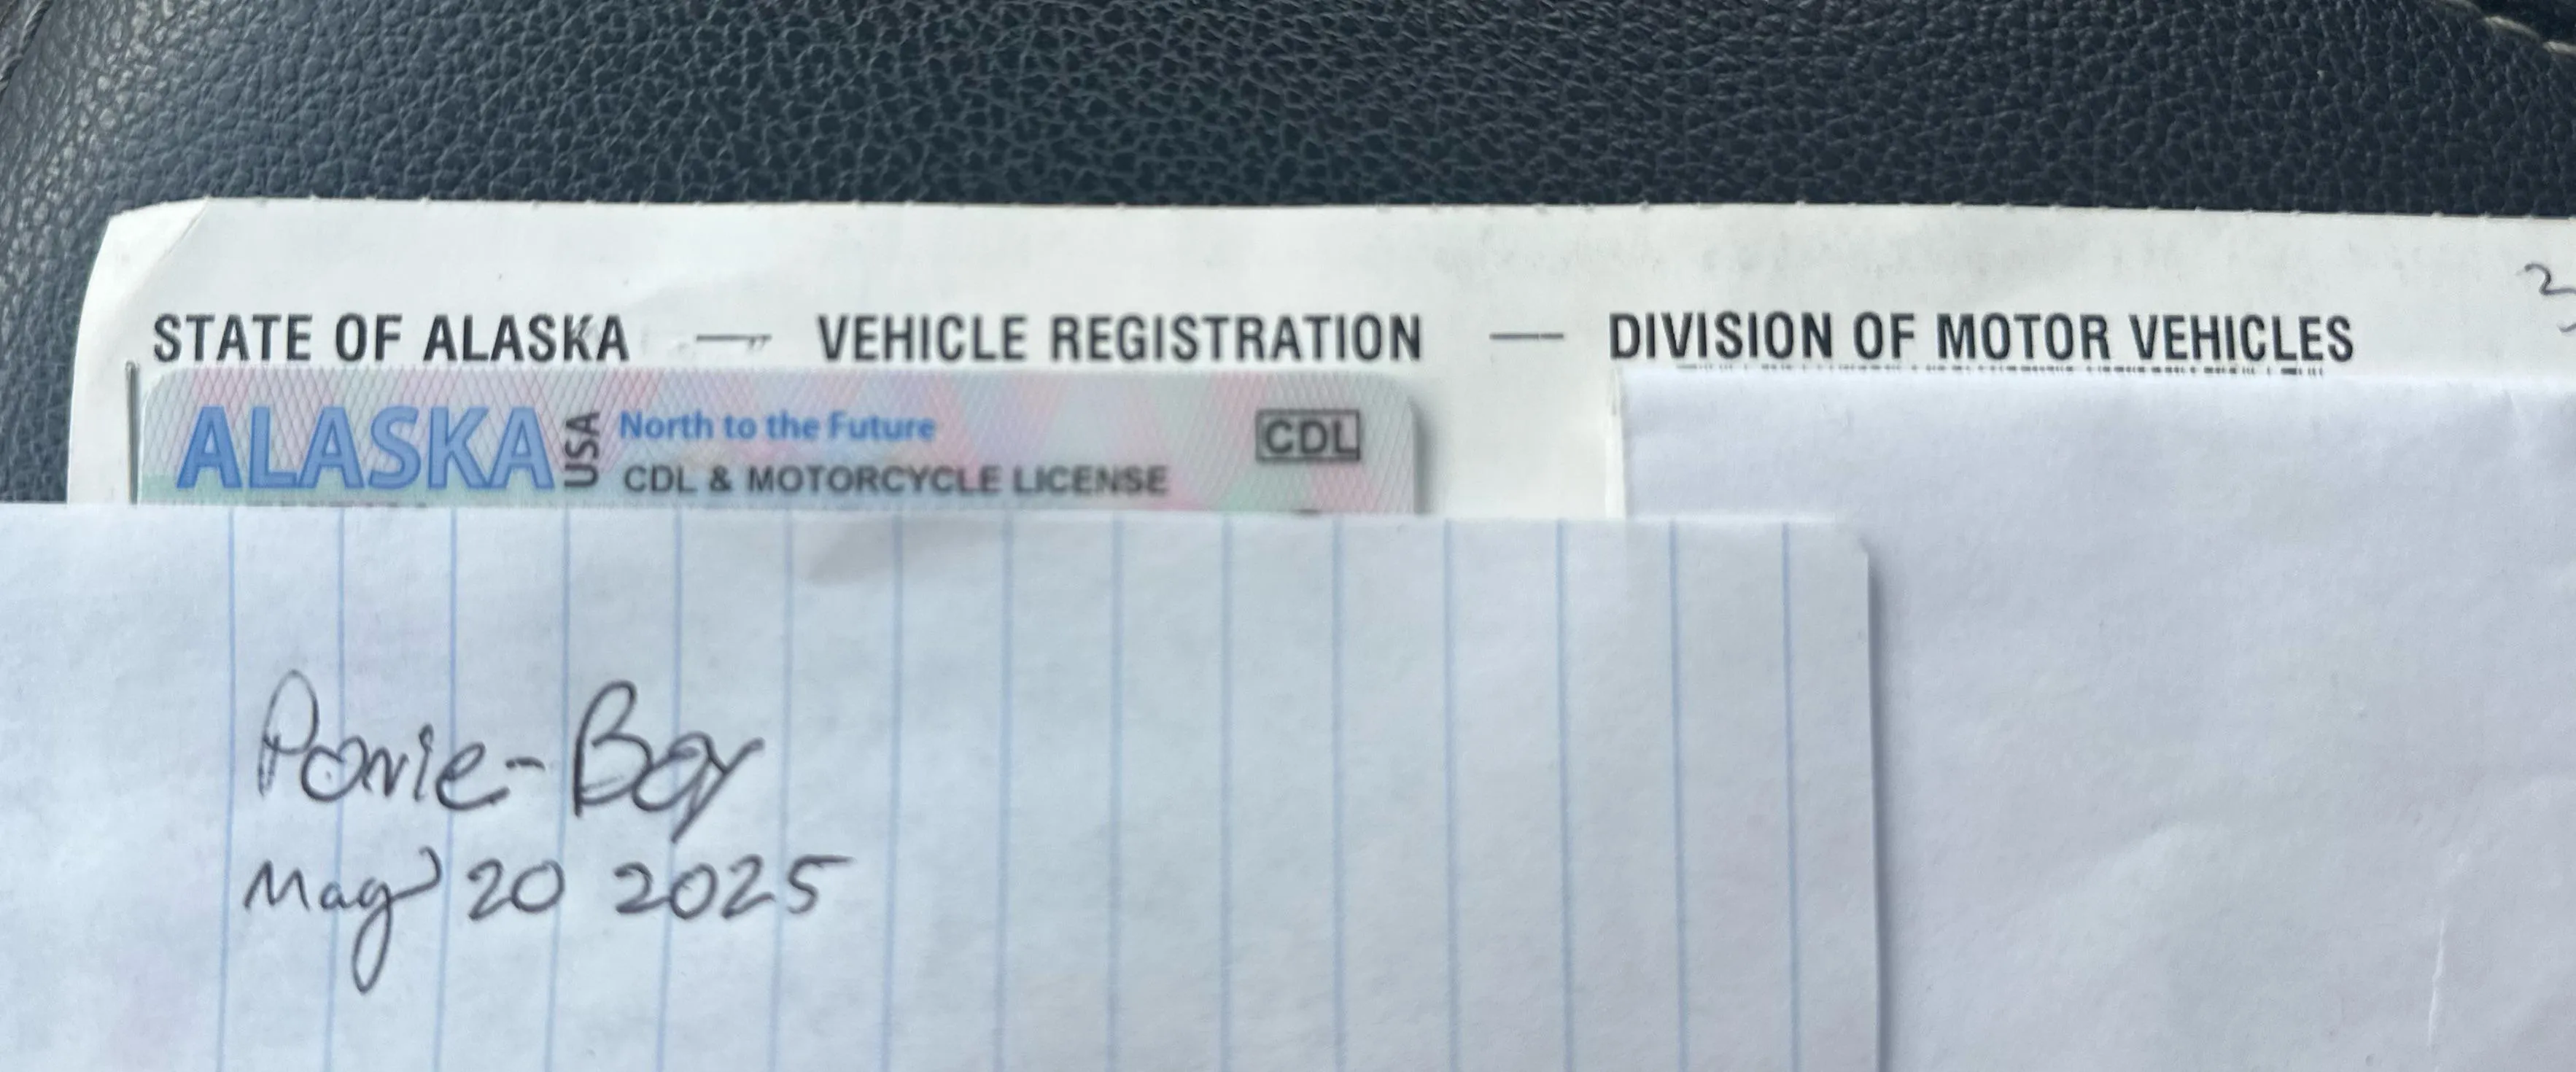 STATE OF ALASKA — VEHICLE REGISTRATION — DIVISION OF MOTOR VEHICLES
ALASKA USA North to the Future CDL
CDL & MOTORCYCLE LICENSE
Ponie-Boy
May 20 2025